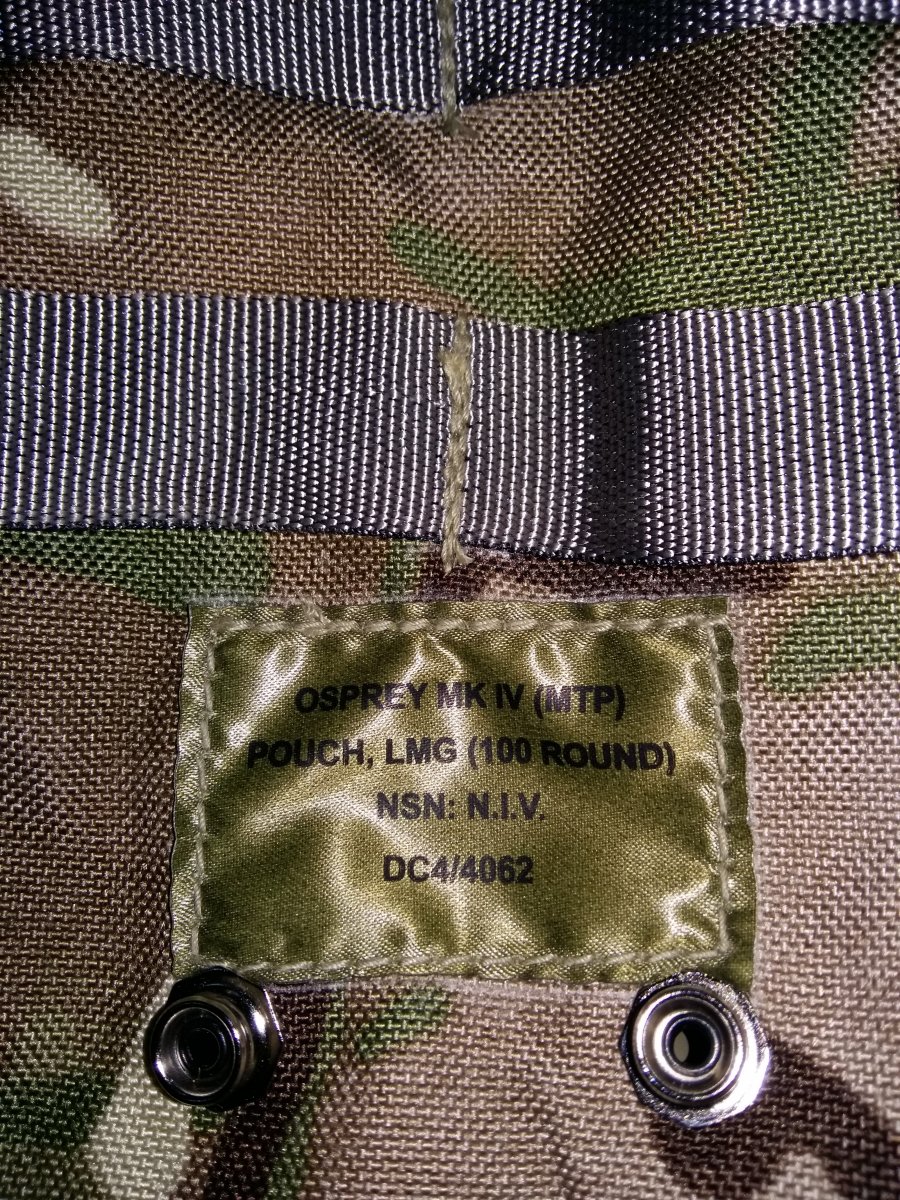 OSPREY MK IV (MTP)
POUCH, LMG (100 ROUND)
NSN: N.I.V.
DC4/4062